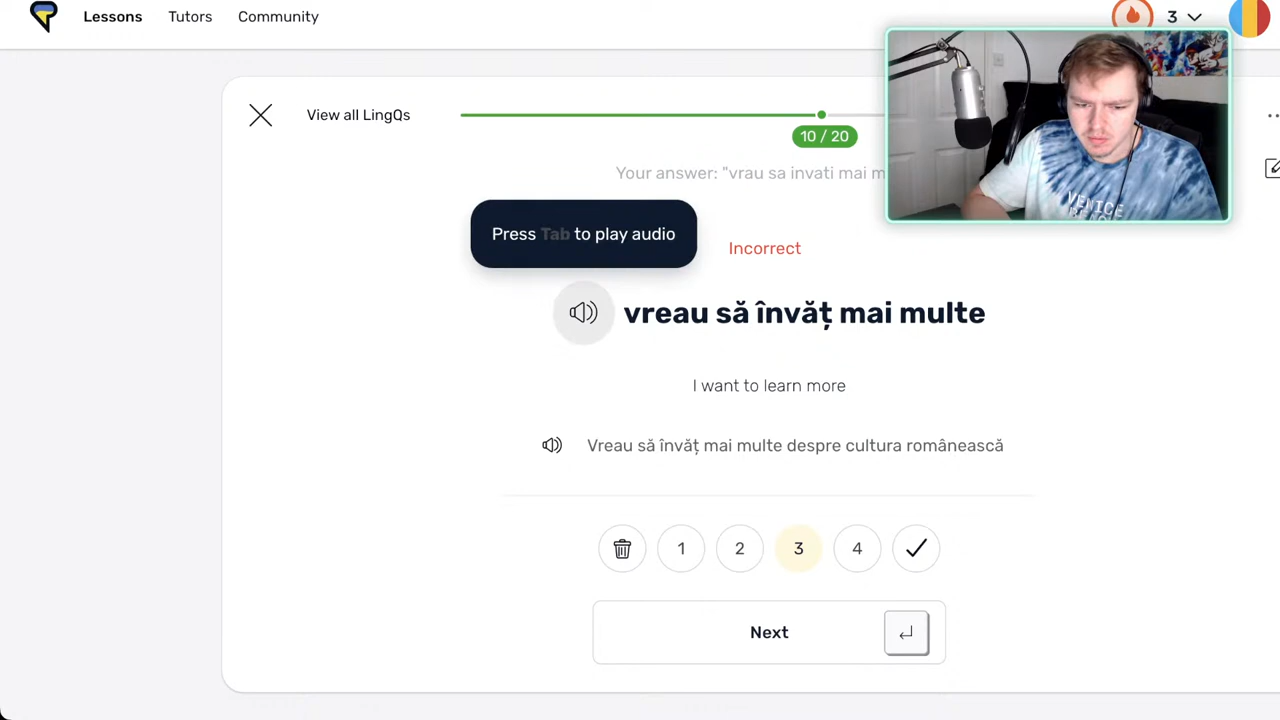 Lessons Tutors Community 3
View all LingQs
10 / 20
Your answer: "vrau sa invati mai m
Press Tab to play audio
Incorrect
vreau să învăț mai multe
I want to learn more
Vreau să învăț mai multe despre cultura românească
1 2 3 4
Next
VENICE